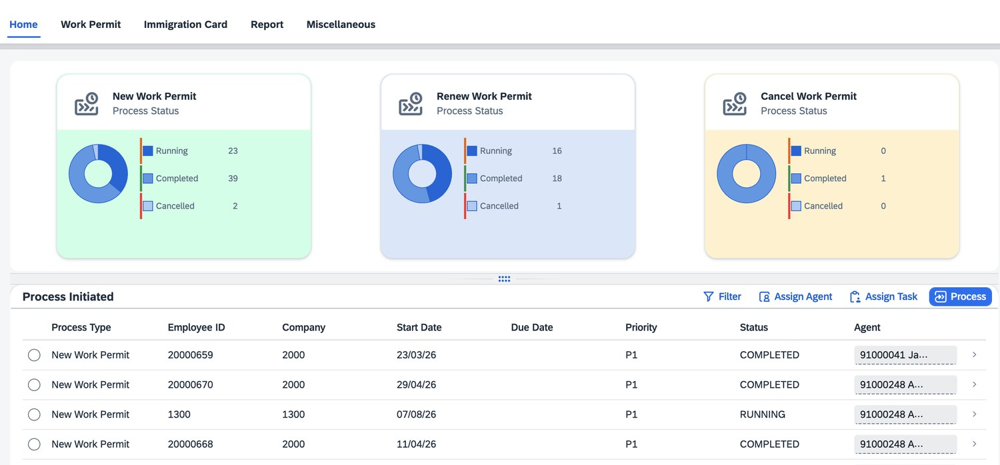 Home Work Permit Immigration Card Report Miscellaneous
New Work Permit
Process Status
Running 23
Completed 39
Cancelled 2
Renew Work Permit
Process Status
Running 16
Completed 18
Cancelled 1
Cancel Work Permit
Process Status
Running 0
Completed 1
Cancelled 0
Process Initiated Filter Assign Agent Assign Task Process
Process Type Employee ID Company Start Date Due Date Priority Status Agent
New Work Permit 20000659 2000 23/03/26 P1 COMPLETED 91000041 Ja...
New Work Permit 20000670 2000 29/04/26 P1 COMPLETED 91000248 A...
New Work Permit 1300 1300 07/08/26 P1 RUNNING 91000248 A...
New Work Permit 20000668 2000 11/04/26 P1 COMPLETED 91000248 A...